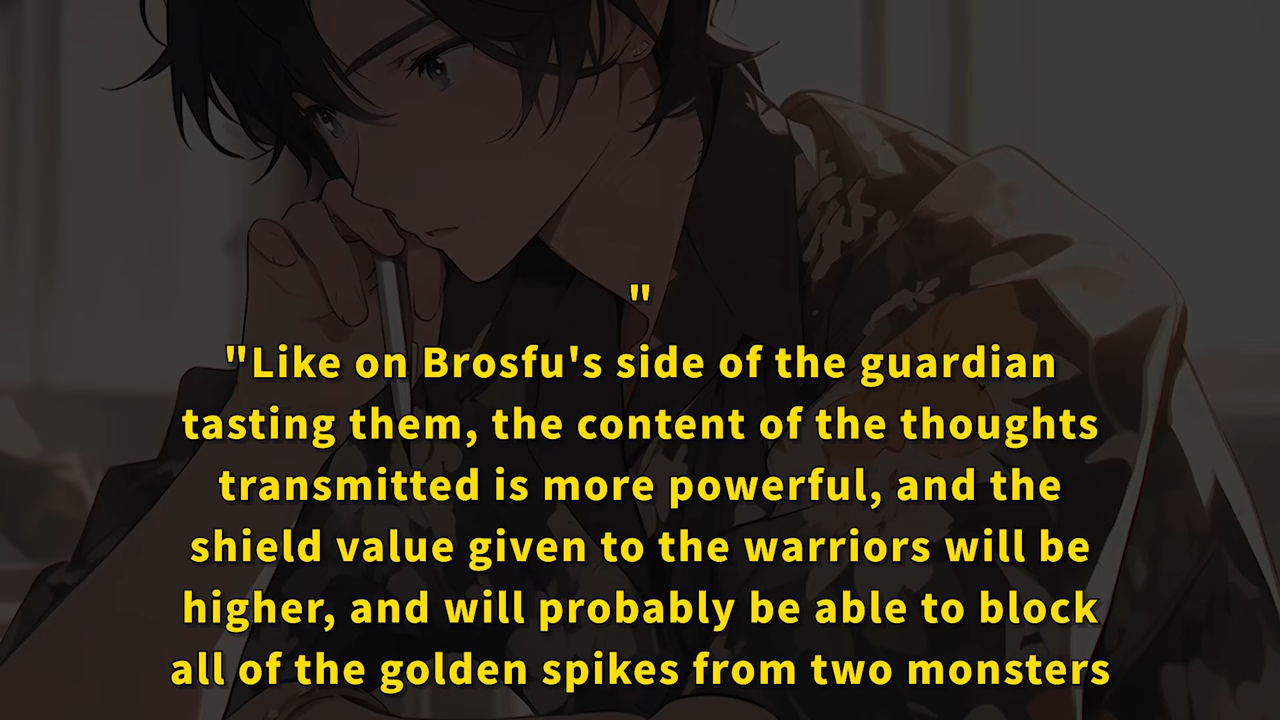 "
"Like on Brosfu's side of the guardian
tasting them, the content of the thoughts
transmitted is more powerful, and the
shield value given to the warriors will be
higher, and will probably be able to block
all of the golden spikes from two monsters